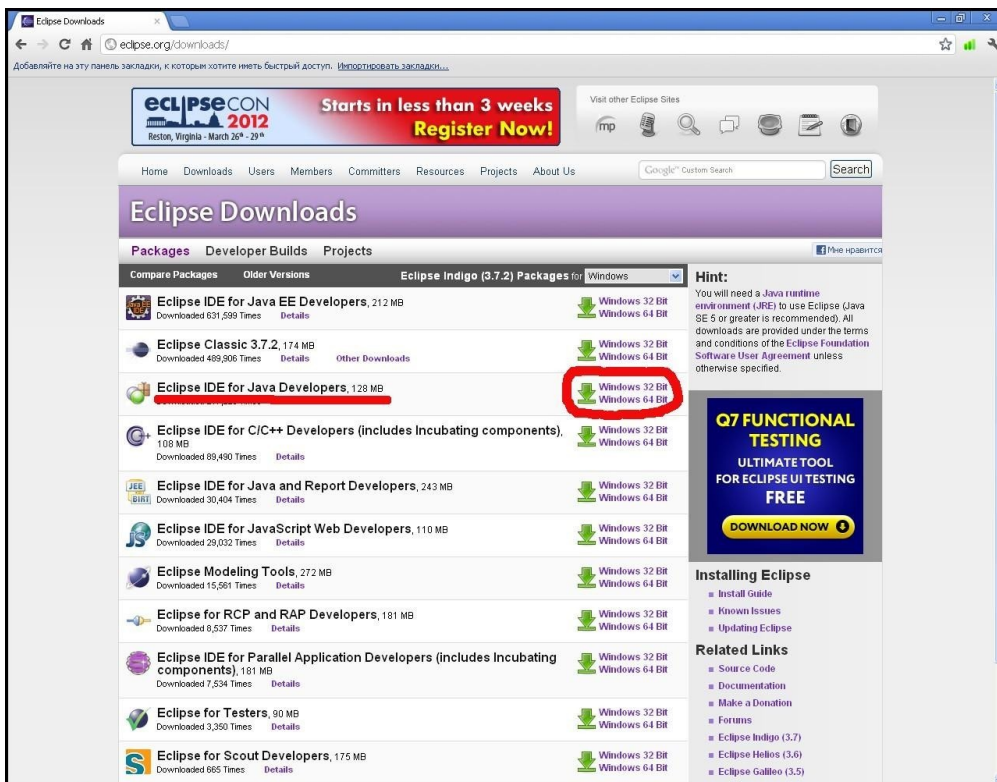 Eclipse Downloads
eclipse.org/downloads/
Добавляйте на эту панель закладки, к которым хотите иметь быстрый доступ. Импортировать закладки...
eclipseCON
2012
Reston, Virginia - March 26th - 29th
Starts in less than 3 weeks
Register Now!
Visit other Eclipse Sites
mp
Home Downloads Users Members Committers Resources Projects About Us
Google™ Custom Search
Search
Eclipse Downloads
Packages Developer Builds Projects
Мне нравится
Compare Packages Older Versions Eclipse Indigo (3.7.2) Packages for Windows
Eclipse IDE for Java EE Developers, 212 MB
Downloaded 631,599 Times Details
Windows 32 Bit
Windows 64 Bit
Eclipse Classic 3.7.2, 174 MB
Downloaded 489,906 Times Details Other Downloads
Windows 32 Bit
Windows 64 Bit
Eclipse IDE for Java Developers, 128 MB
Windows 32 Bit
Windows 64 Bit
Eclipse IDE for C/C++ Developers (includes Incubating components),
108 MB
Downloaded 89,490 Times Details
Windows 32 Bit
Windows 64 Bit
Eclipse IDE for Java and Report Developers, 243 MB
Downloaded 30,404 Times Details
Windows 32 Bit
Windows 64 Bit
Eclipse IDE for JavaScript Web Developers, 110 MB
Downloaded 29,032 Times Details
Windows 32 Bit
Windows 64 Bit
Eclipse Modeling Tools, 272 MB
Downloaded 15,561 Times Details
Windows 32 Bit
Windows 64 Bit
Eclipse for RCP and RAP Developers, 181 MB
Downloaded 8,537 Times Details
Windows 32 Bit
Windows 64 Bit
Eclipse IDE for Parallel Application Developers (includes Incubating
components), 181 MB
Downloaded 7,534 Times Details
Windows 32 Bit
Windows 64 Bit
Eclipse for Testers, 90 MB
Downloaded 3,350 Times Details
Windows 32 Bit
Windows 64 Bit
Eclipse for Scout Developers, 175 MB
Downloaded 665 Times Details
Windows 32 Bit
Windows 64 Bit
Hint:
You will need a Java runtime
environment (JRE) to use Eclipse (Java
SE 5 or greater is recommended). All
downloads are provided under the terms
and conditions of the Eclipse Foundation
Software User Agreement unless
otherwise specified.
Q7 FUNCTIONAL
TESTING
ULTIMATE TOOL
FOR ECLIPSE UI TESTING
FREE
DOWNLOAD NOW
Installing Eclipse
Install Guide
Known Issues
Updating Eclipse
Related Links
Source Code
Documentation
Make a Donation
Forums
Eclipse Indigo (3.7)
Eclipse Helios (3.6)
Eclipse Galileo (3.5)